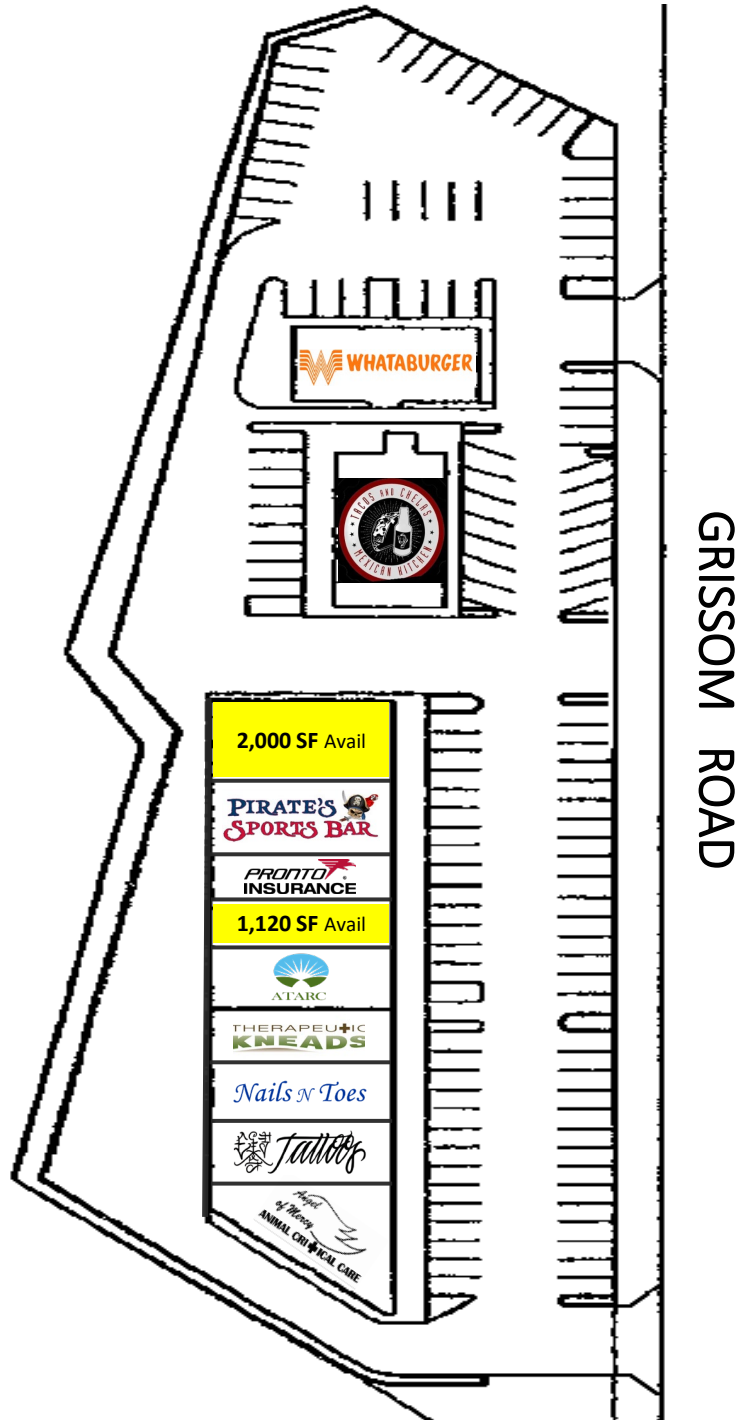 WHATABURGER
TACOS AND CHELAS
MEXICAN KITCHEN
GRISSOM ROAD
2,000 SF Avail
PIRATE'S
SPORTS BAR
PRONTO
INSURANCE
1,120 SF Avail
ATARC
THERAPEUTIC
KNEADS
Nails N Toes
Tattoos
Angel
of Mercy
ANIMAL CRITICAL CARE